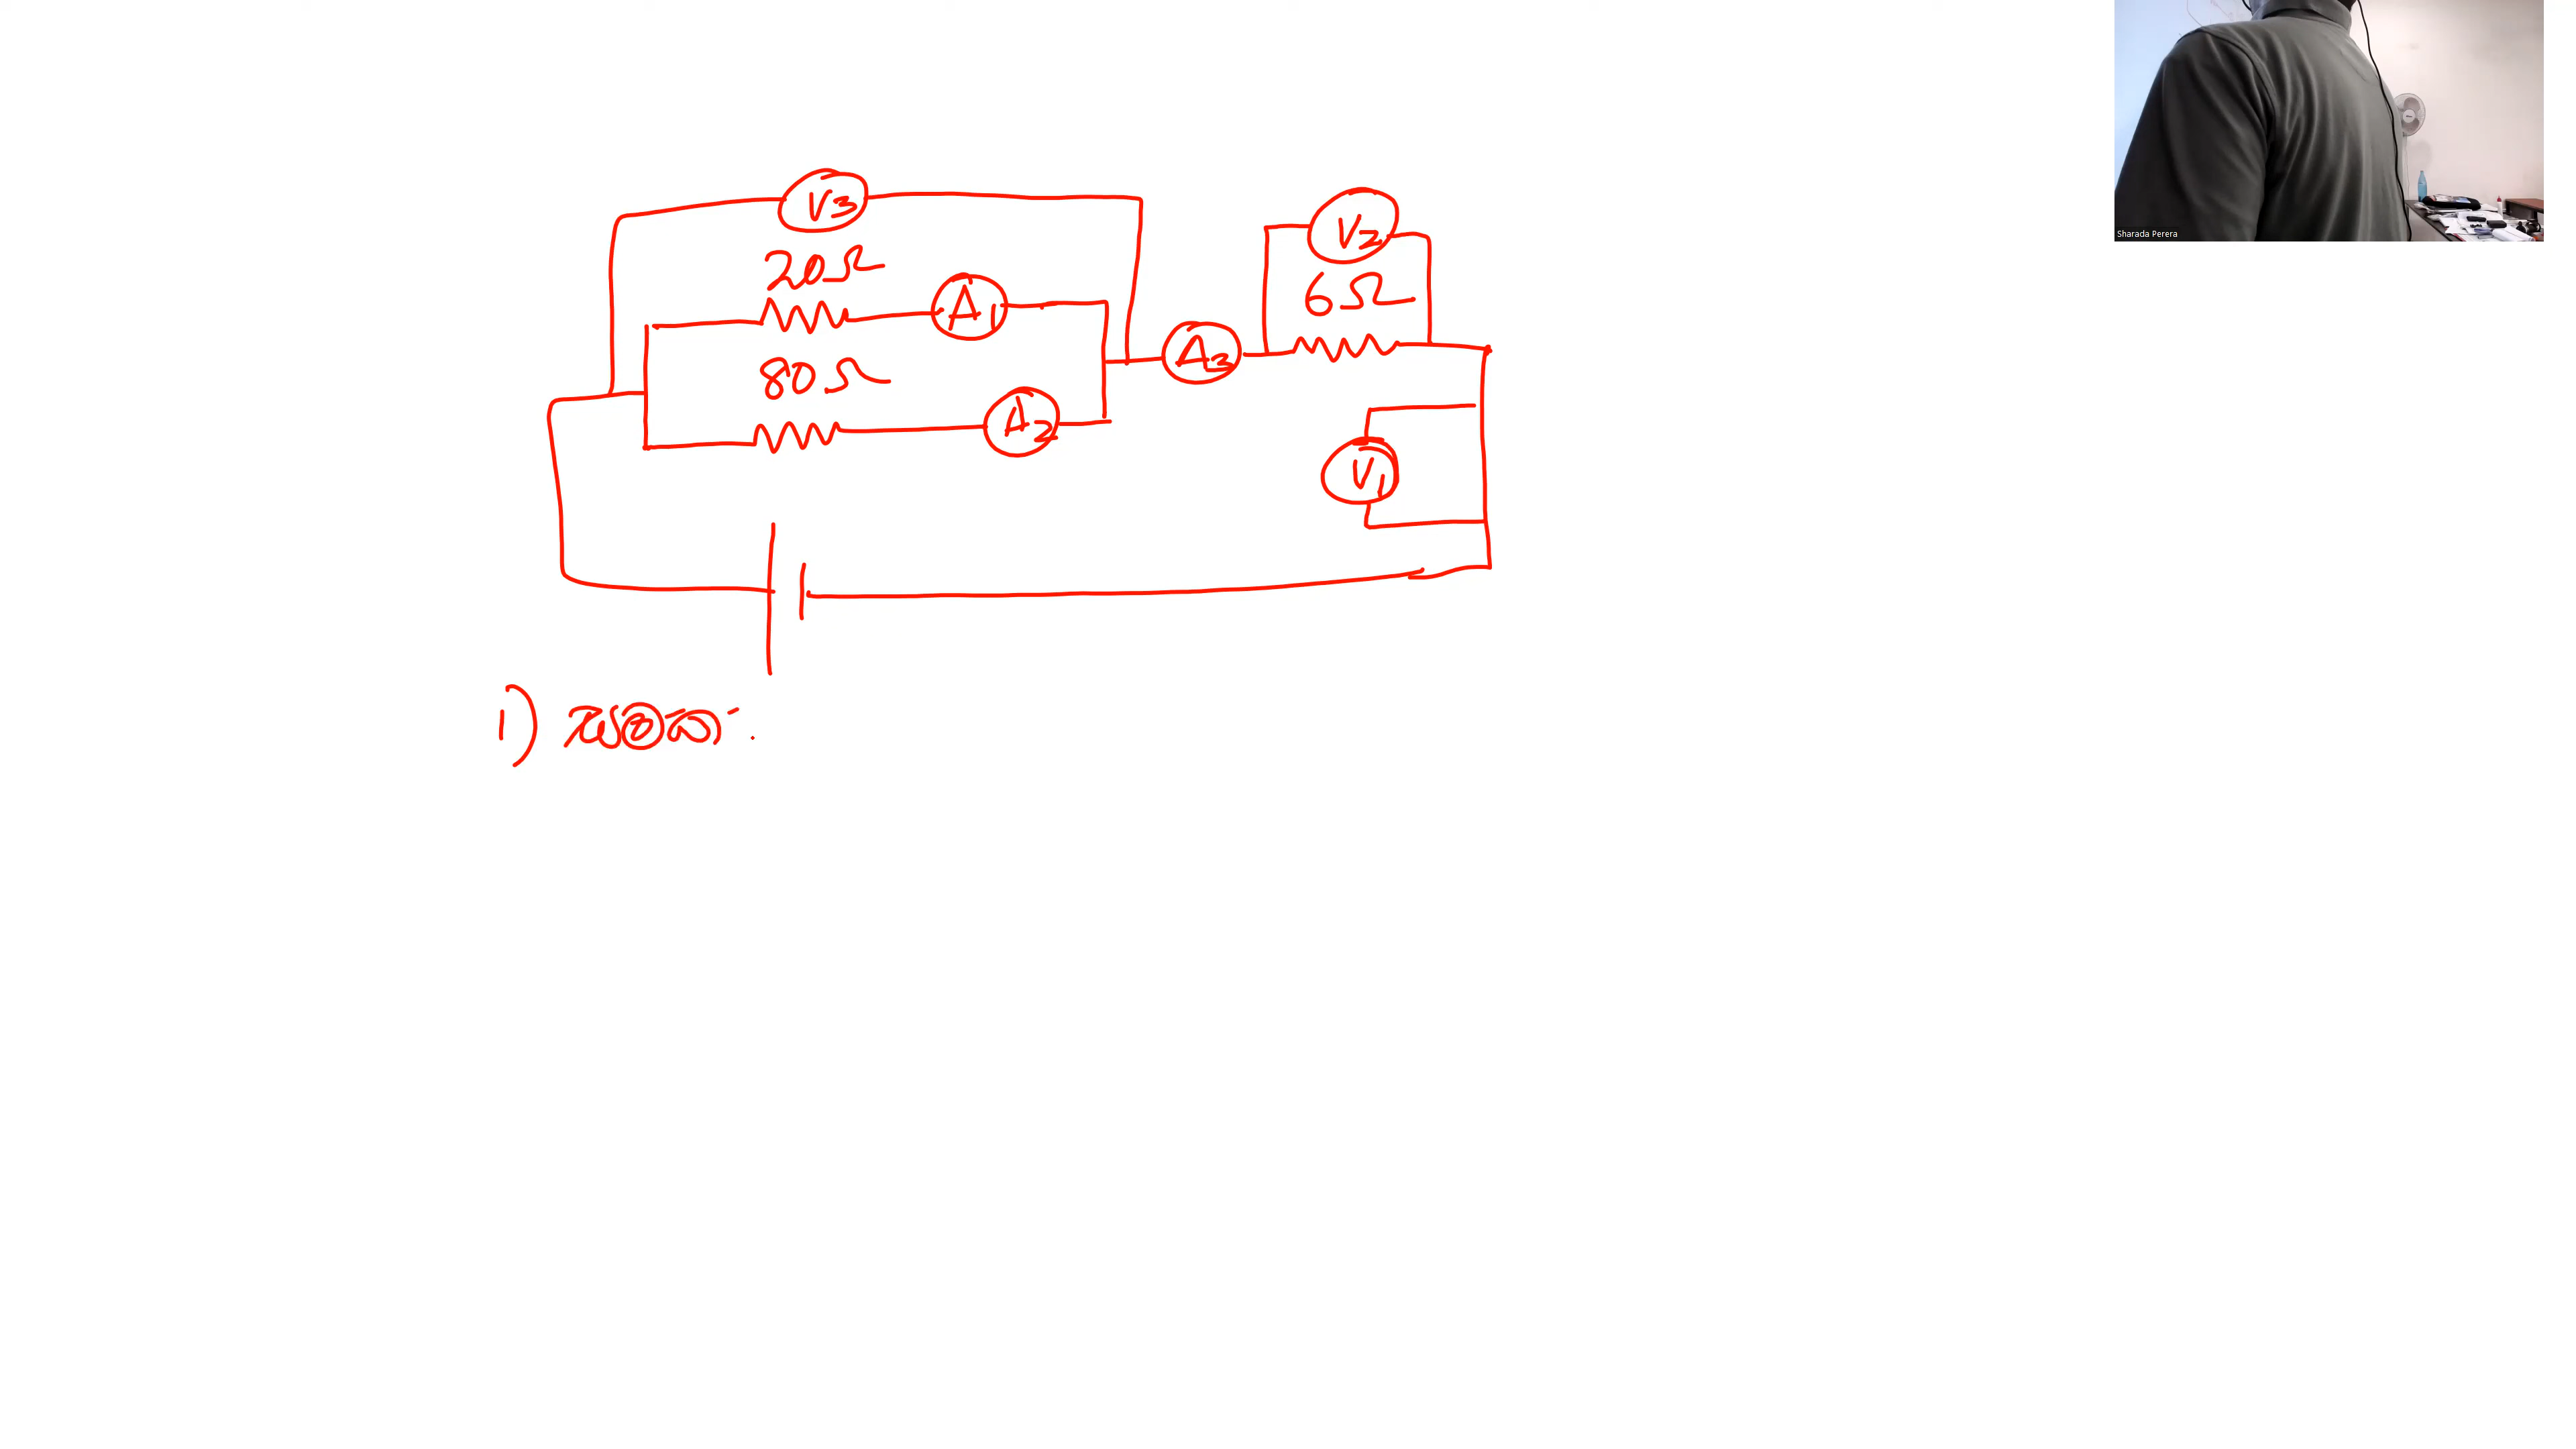 V3
V2
20Ω
6Ω
A1
A3
80Ω
A2
V1
1)
Sharada Perera